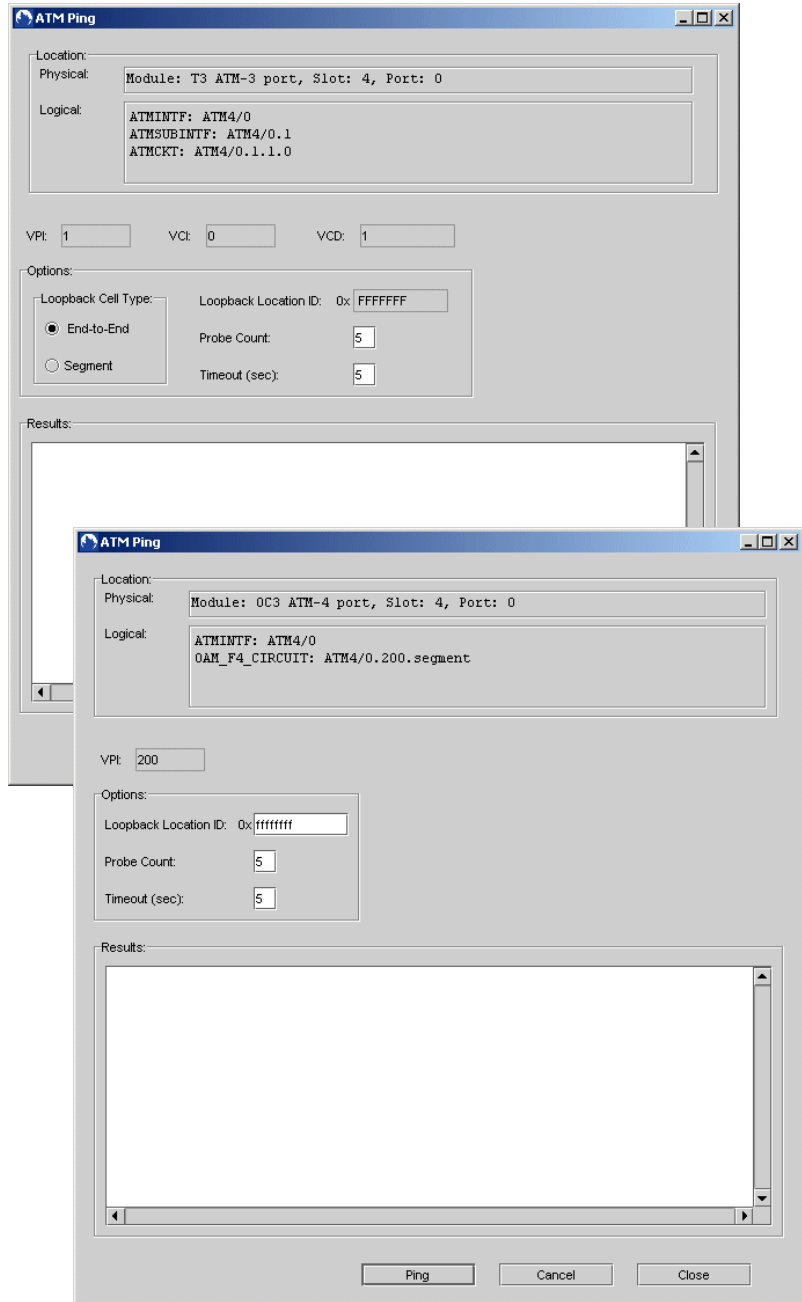 ATM Ping
Location:
Physical: Module: T3 ATM-3 port, Slot: 4, Port: 0
Logical: ATMINTF: ATM4/0
ATMSUBINTF: ATM4/0.1
ATMCKT: ATM4/0.1.1.0
VPI: 1 VCI: 0 VCD: 1
Options:
Loopback Cell Type:
End-to-End
Segment
Loopback Location ID: 0x FFFFFFF
Probe Count: 5
Timeout (sec): 5
Results:
ATM Ping
Location:
Physical: Module: OC3 ATM-4 port, Slot: 4, Port: 0
Logical: ATMINTF: ATM4/0
OAM_F4_CIRCUIT: ATM4/0.200.segment
VPI: 200
Options:
Loopback Location ID: 0x ffffffff
Probe Count: 5
Timeout (sec): 5
Results:
Ping Cancel Close